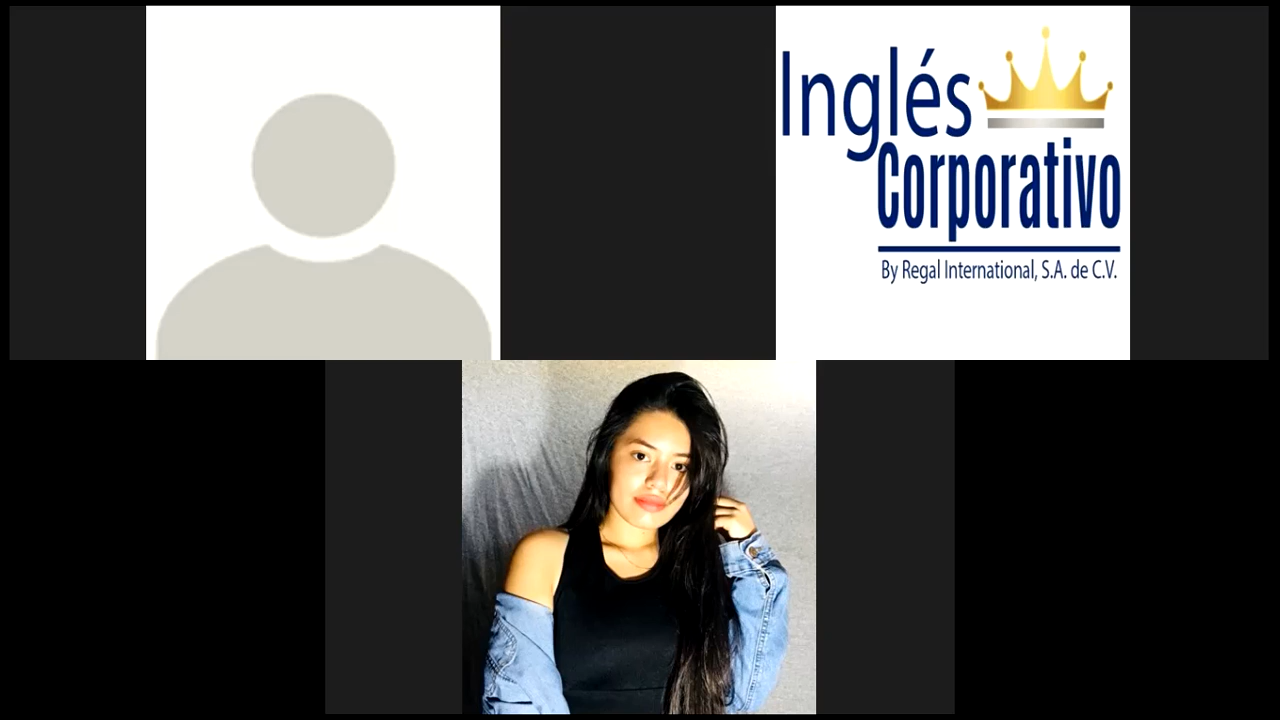 Inglés
Corporativo
By Regal International, S.A. de C.V.